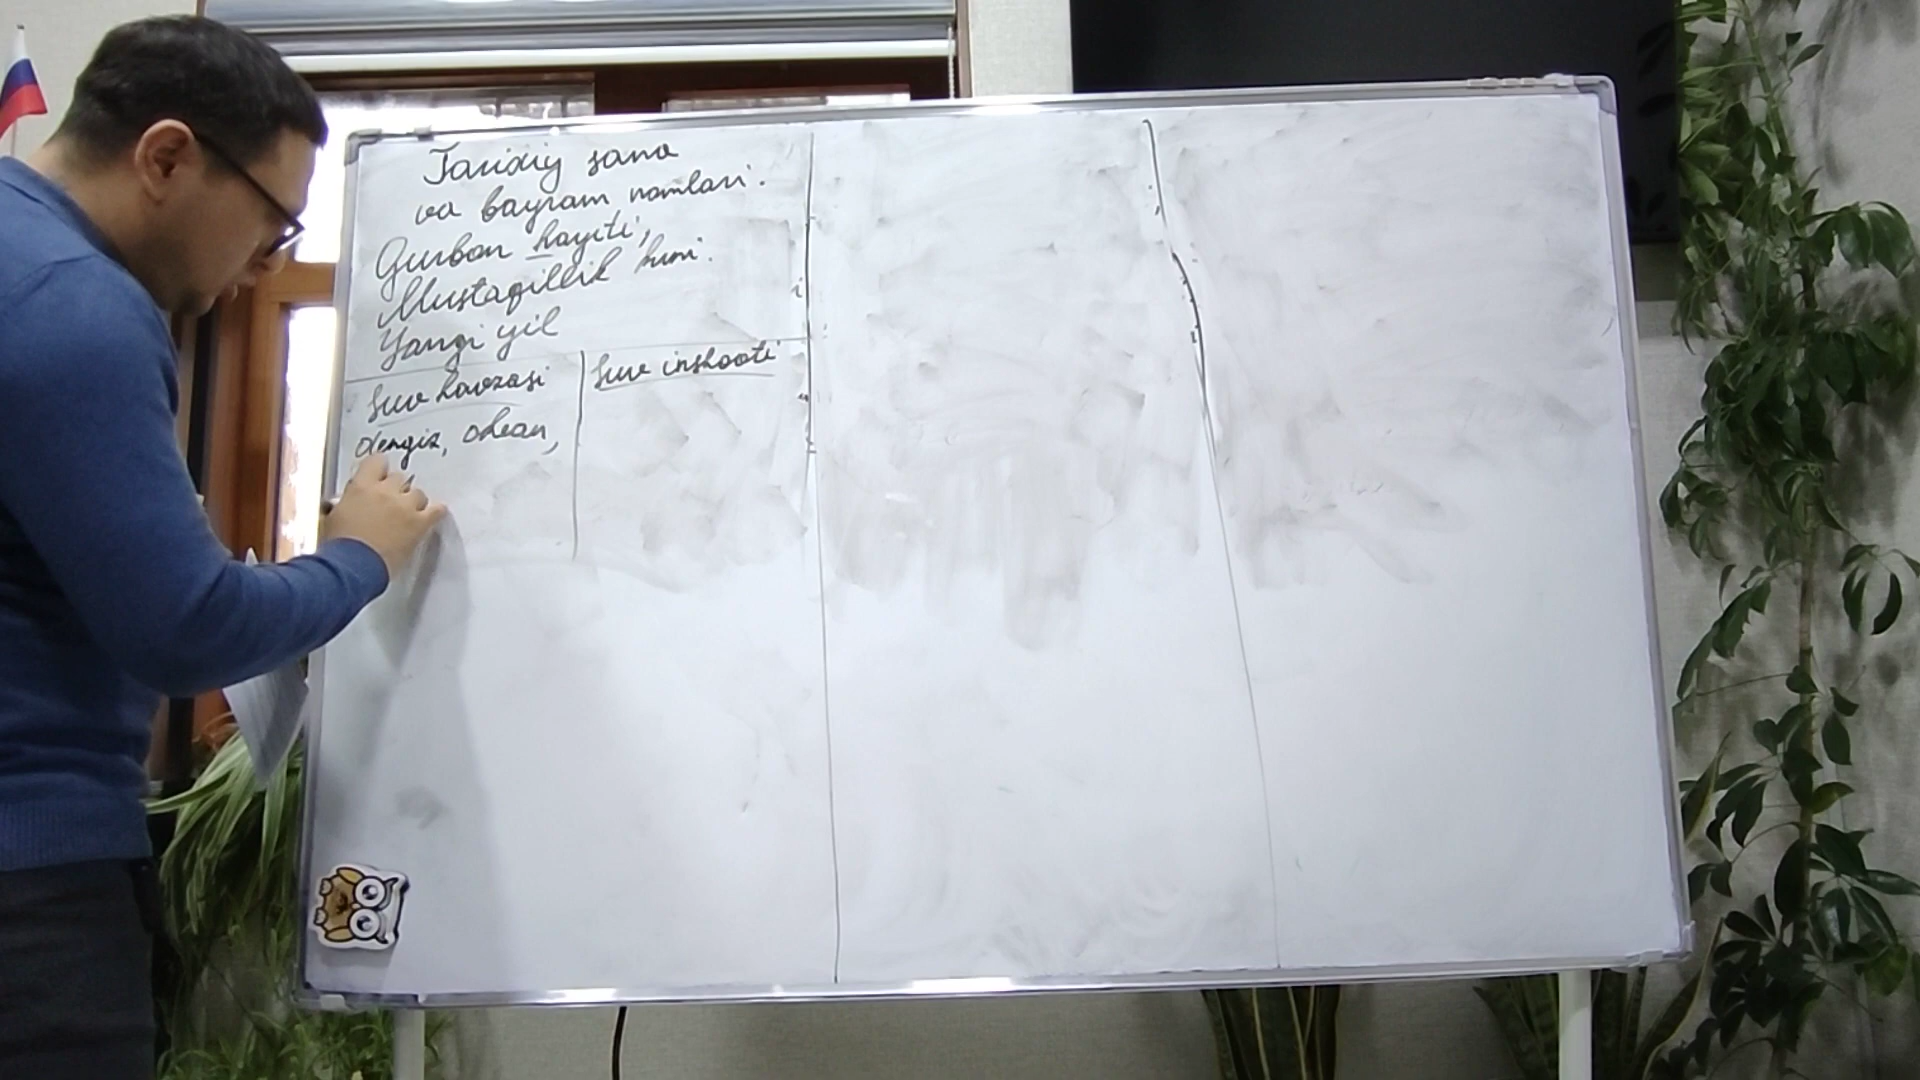 Tarixiy sana
va bayram nomlari.
Qurbon hayiti,
Mustaqillik kuni.
Yangi yil
Suv havzasi
dengiz, okean,
Suv inshooti